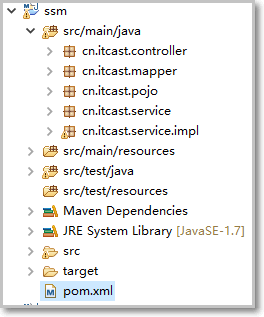 ssm
src/main/java
cn.itcast.controller
cn.itcast.mapper
cn.itcast.pojo
cn.itcast.service
cn.itcast.service.impl
src/main/resources
src/test/java
src/test/resources
Maven Dependencies
JRE System Library [JavaSE-1.7]
src
target
pom.xml